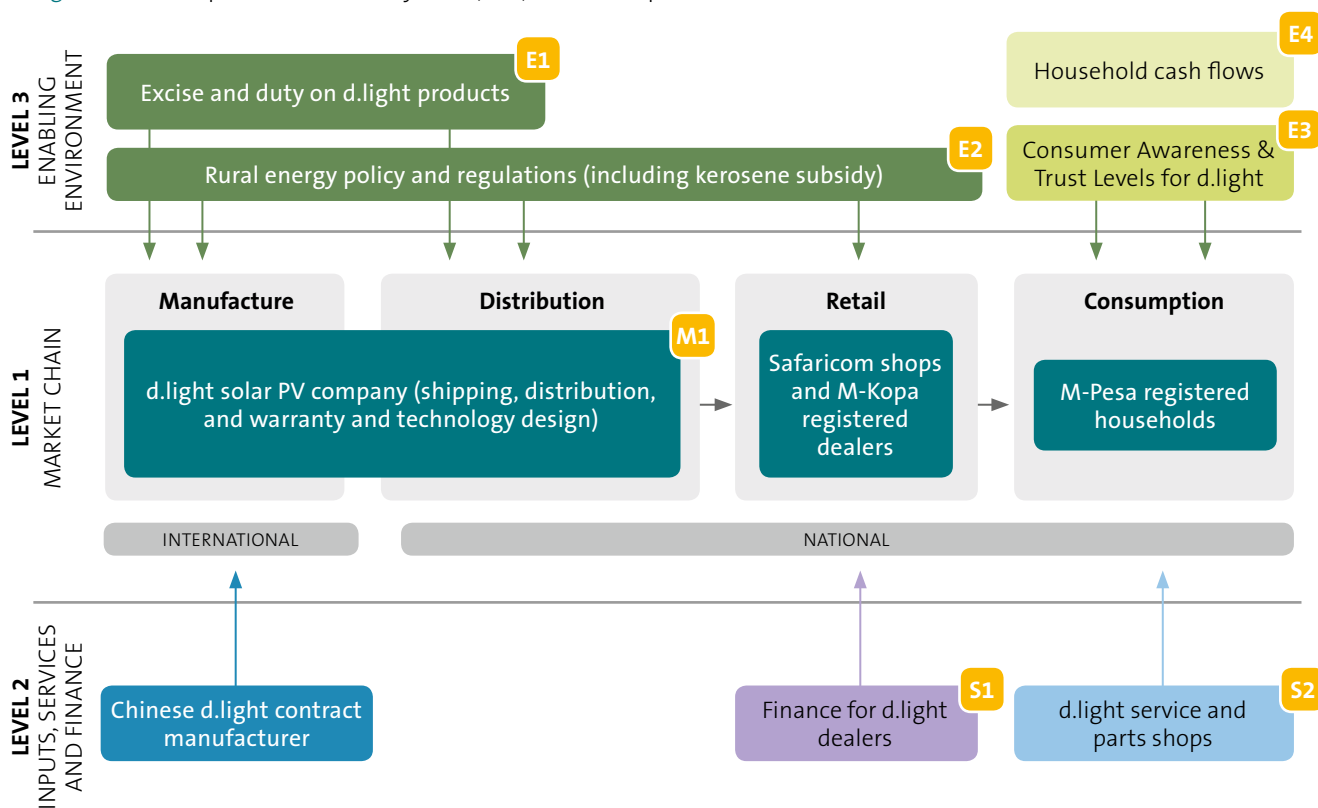 LEVEL 3
ENABLING
ENVIRONMENT
E1
Excise and duty on d.light products
E2
Rural energy policy and regulations (including kerosene subsidy)
E4
Household cash flows
E3
Consumer Awareness &
Trust Levels for d.light
LEVEL 1
MARKET CHAIN
Manufacture
Distribution
Retail
Consumption
M1
d.light solar PV company (shipping, distribution,
and warranty and technology design)
Safaricom shops
and M-Kopa
registered
dealers
M-Pesa registered
households
INTERNATIONAL
NATIONAL
LEVEL 2
INPUTS, SERVICES
AND FINANCE
Chinese d.light contract
manufacturer
S1
Finance for d.light
dealers
S2
d.light service and
parts shops